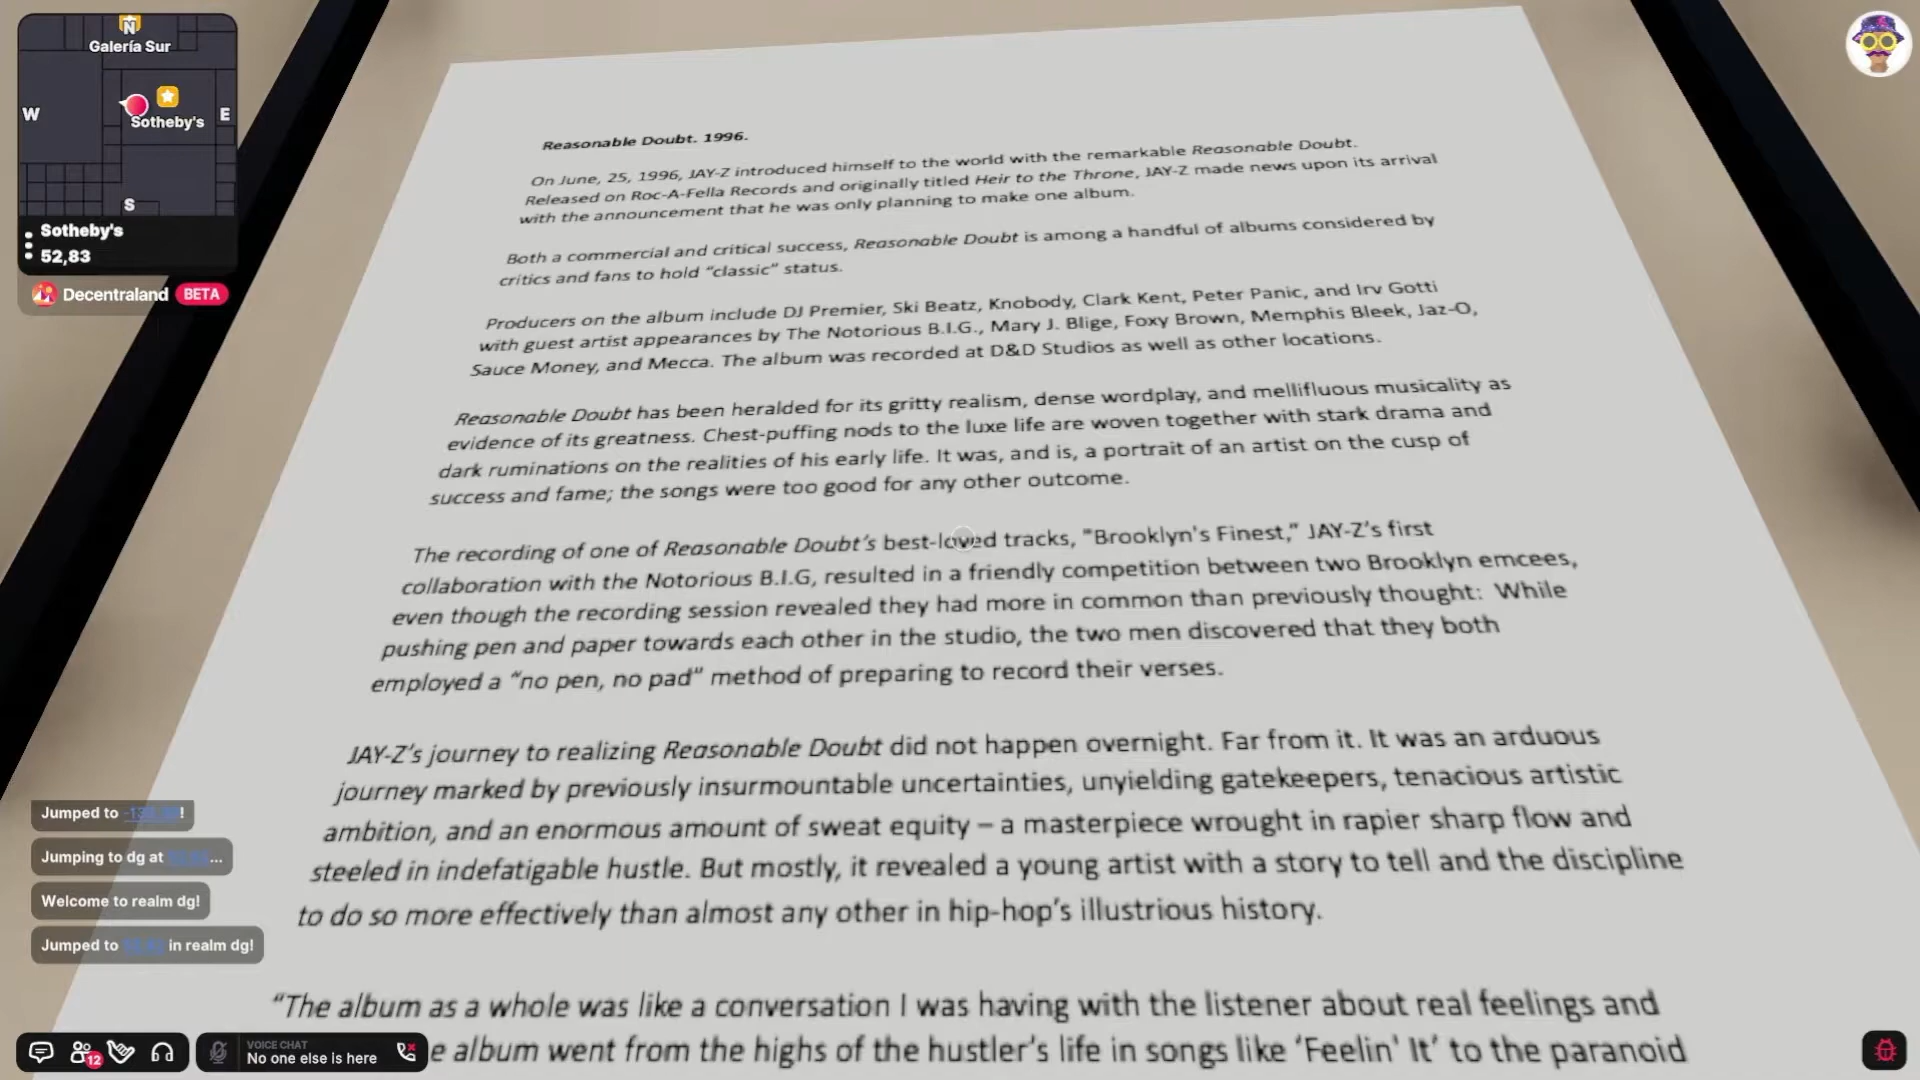 N
Galería Sur
W
E
Sotheby's
S
Sotheby's
52,83
Decentraland BETA
Reasonable Doubt. 1996.
On June, 25, 1996, JAY-Z introduced himself to the world with the remarkable Reasonable Doubt.
Released on Roc-A-Fella Records and originally titled Heir to the Throne, JAY-Z made news upon its arrival
with the announcement that he was only planning to make one album.
Both a commercial and critical success, Reasonable Doubt is among a handful of albums considered by
critics and fans to hold “classic” status.
Producers on the album include DJ Premier, Ski Beatz, Knobody, Clark Kent, Peter Panic, and Irv Gotti
with guest artist appearances by The Notorious B.I.G., Mary J. Blige, Foxy Brown, Memphis Bleek, Jaz-O,
Sauce Money, and Mecca. The album was recorded at D&D Studios as well as other locations.
Reasonable Doubt has been heralded for its gritty realism, dense wordplay, and mellifluous musicality as
evidence of its greatness. Chest-puffing nods to the luxe life are woven together with stark drama and
dark ruminations on the realities of his early life. It was, and is, a portrait of an artist on the cusp of
success and fame; the songs were too good for any other outcome.
The recording of one of Reasonable Doubt’s best-loved tracks, "Brooklyn's Finest,” JAY-Z’s first
collaboration with the Notorious B.I.G, resulted in a friendly competition between two Brooklyn emcees,
even though the recording session revealed they had more in common than previously thought: While
pushing pen and paper towards each other in the studio, the two men discovered that they both
employed a “no pen, no pad” method of preparing to record their verses.
JAY-Z’s journey to realizing Reasonable Doubt did not happen overnight. Far from it. It was an arduous
journey marked by previously insurmountable uncertainties, unyielding gatekeepers, tenacious artistic
ambition, and an enormous amount of sweat equity – a masterpiece wrought in rapier sharp flow and
steeled in indefatigable hustle. But mostly, it revealed a young artist with a story to tell and the discipline
to do so more effectively than almost any other in hip-hop’s illustrious history.
“The album as a whole was like a conversation I was having with the listener about real feelings and
e album went from the highs of the hustler’s life in songs like ‘Feelin' It’ to the paranoid
Jumped to !
Jumping to dg at ...
Welcome to realm dg!
Jumped to in realm dg!
12
VOICE CHAT
No one else is here